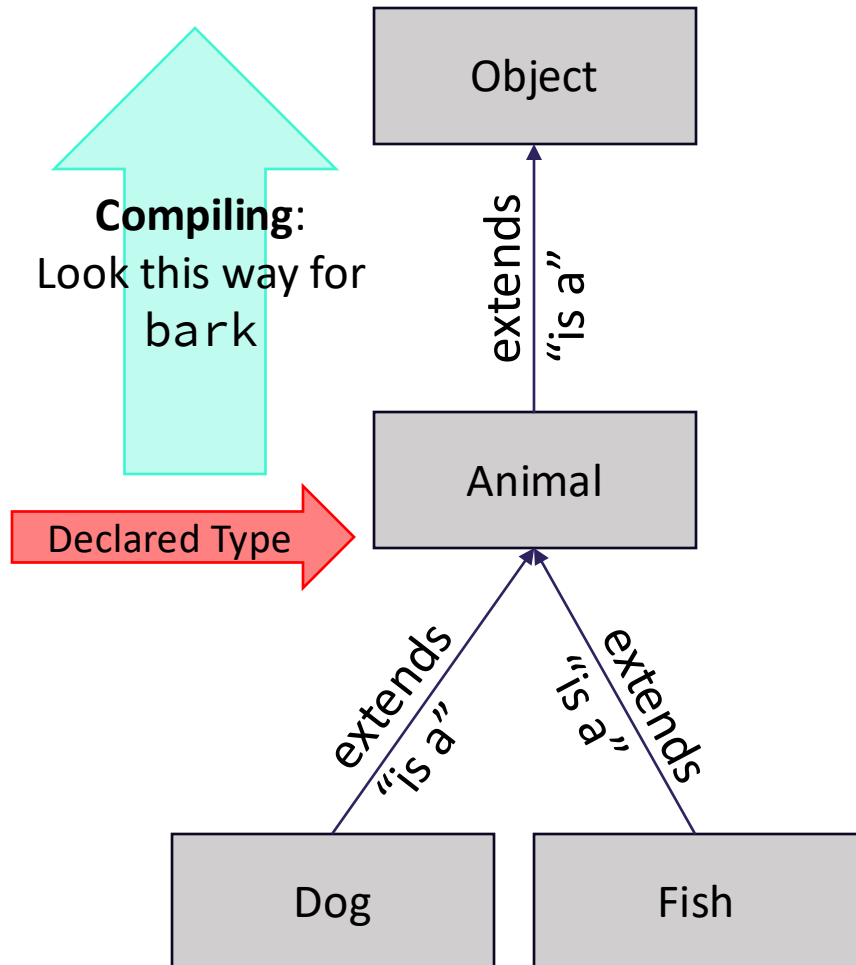 Object
Compiling:
Look this way for
bark
extends
“is a”
Animal
Declared Type
extends
“is a”
extends
“is a”
Dog
Fish